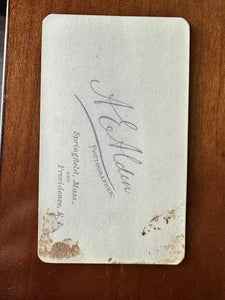 A E Alden
PHOTOGRAPHER
Springfield, Mass.,
AND
Providence, R. I.